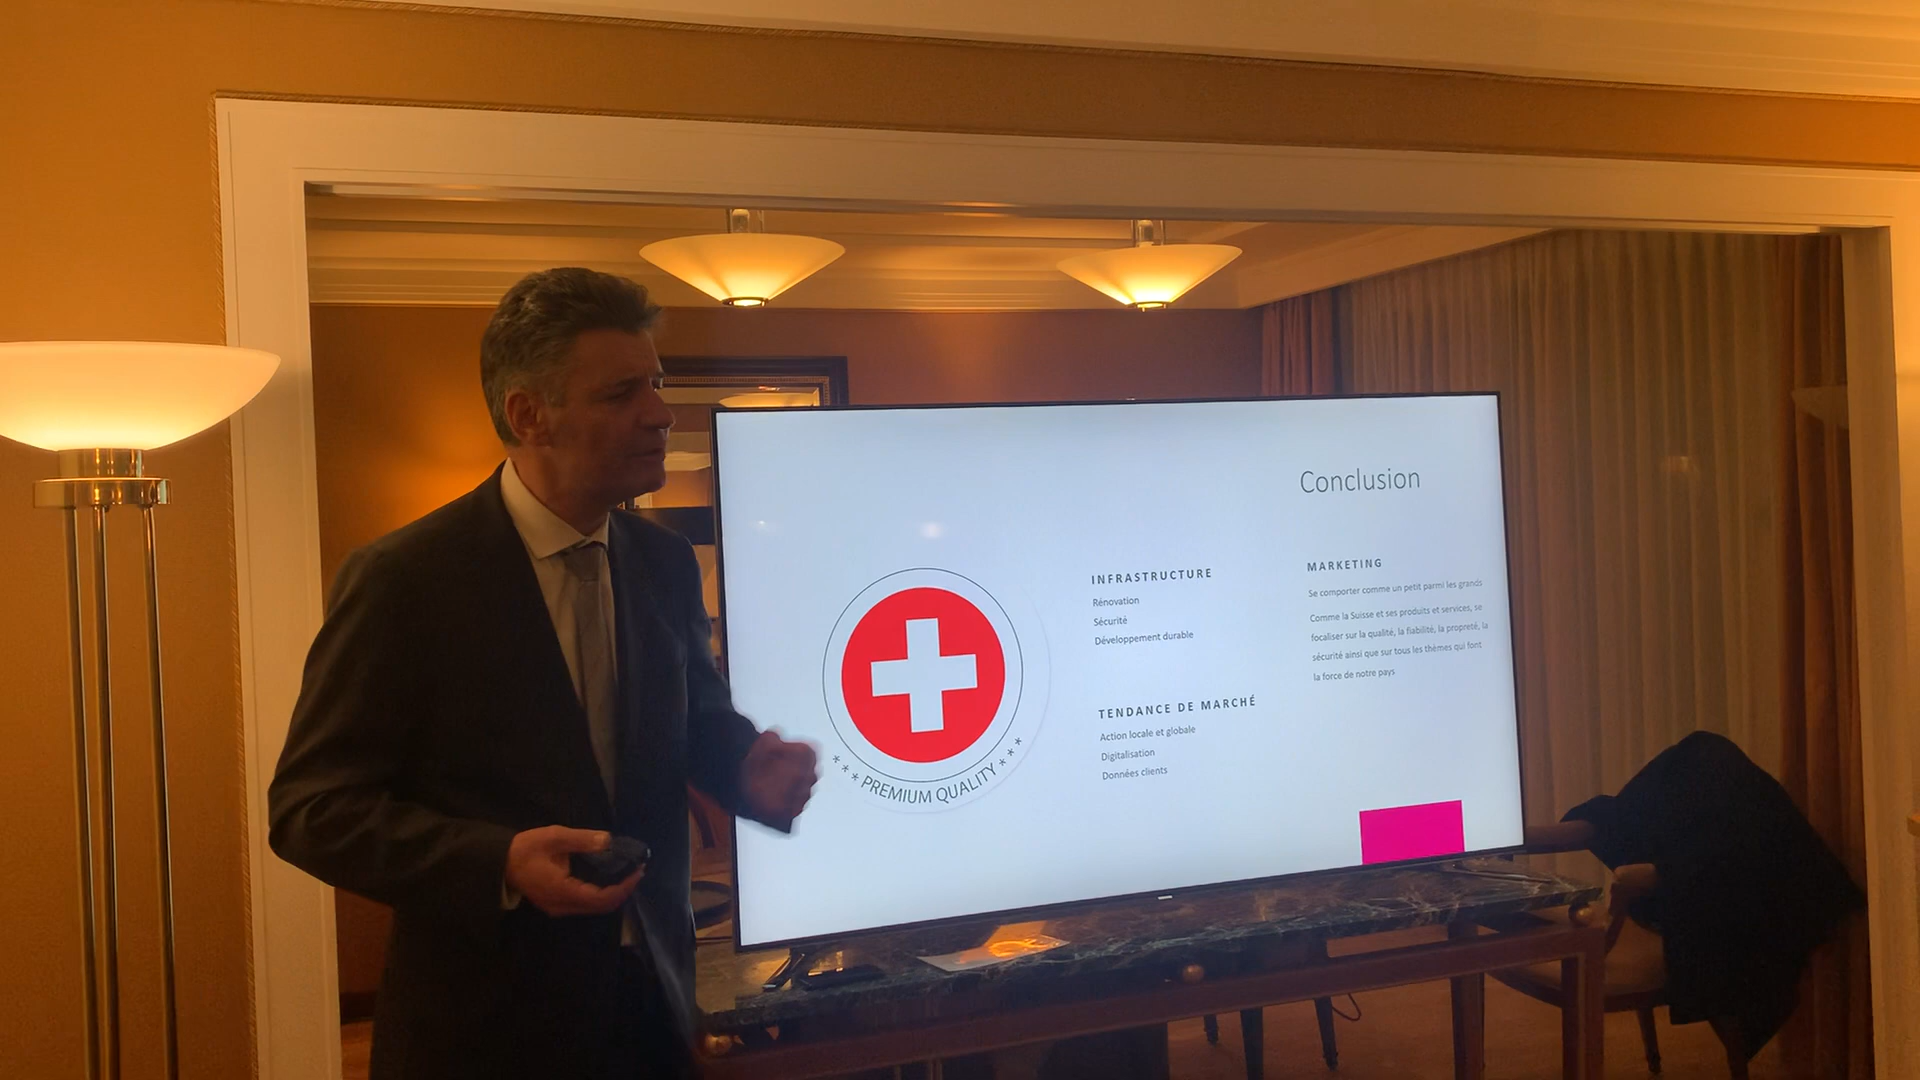 Conclusion
PREMIUM QUALITY
INFRASTRUCTURE
Rénovation
Sécurité
Développement durable
TENDANCE DE MARCHÉ
Action locale et globale
Digitalisation
Données clients
MARKETING
Se comporter comme un petit parmi les grands
Comme la Suisse et ses produits et services, se
focaliser sur la qualité, la fiabilité, la propreté, la
sécurité ainsi que sur tous les thèmes qui font
la force de notre pays